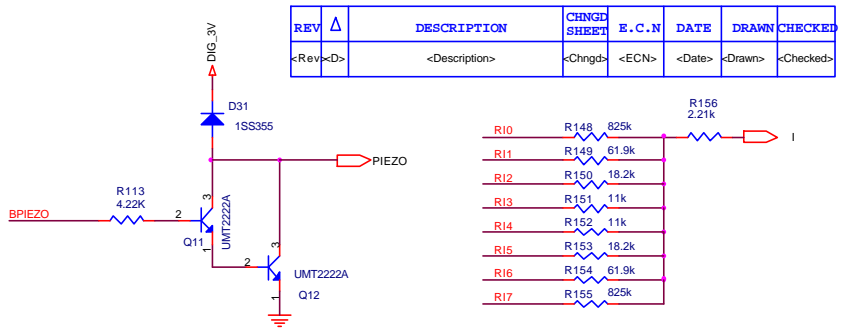 REV Δ DESCRIPTION CHNGD SHEET E.C.N DATE DRAWN CHECKED
<Rev> <D> <Description> <Chngd> <ECN> <Date> <Drawn> <Checked>
DIG_3V
D31
1SS355
PIEZO
R113
4.22K
BPIEZO
2
3
1
Q11
UMT2222A
2
3
1
UMT2222A
Q12
R156
2.21k
I
RI0 R148 825k
RI1 R149 61.9k
RI2 R150 18.2k
RI3 R151 11k
RI4 R152 11k
RI5 R153 18.2k
RI6 R154 61.9k
RI7 R155 825k